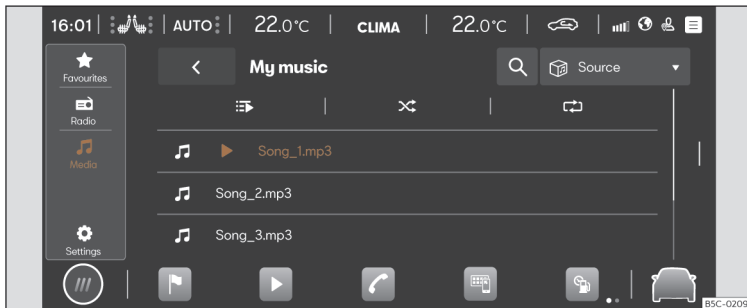 16:01 AUTO 22.0°C CLIMA 22.0°C
Favourites
My music
Source
Radio
Media
Song_1.mp3
Song_2.mp3
Song_3.mp3
Settings
B5C-0209